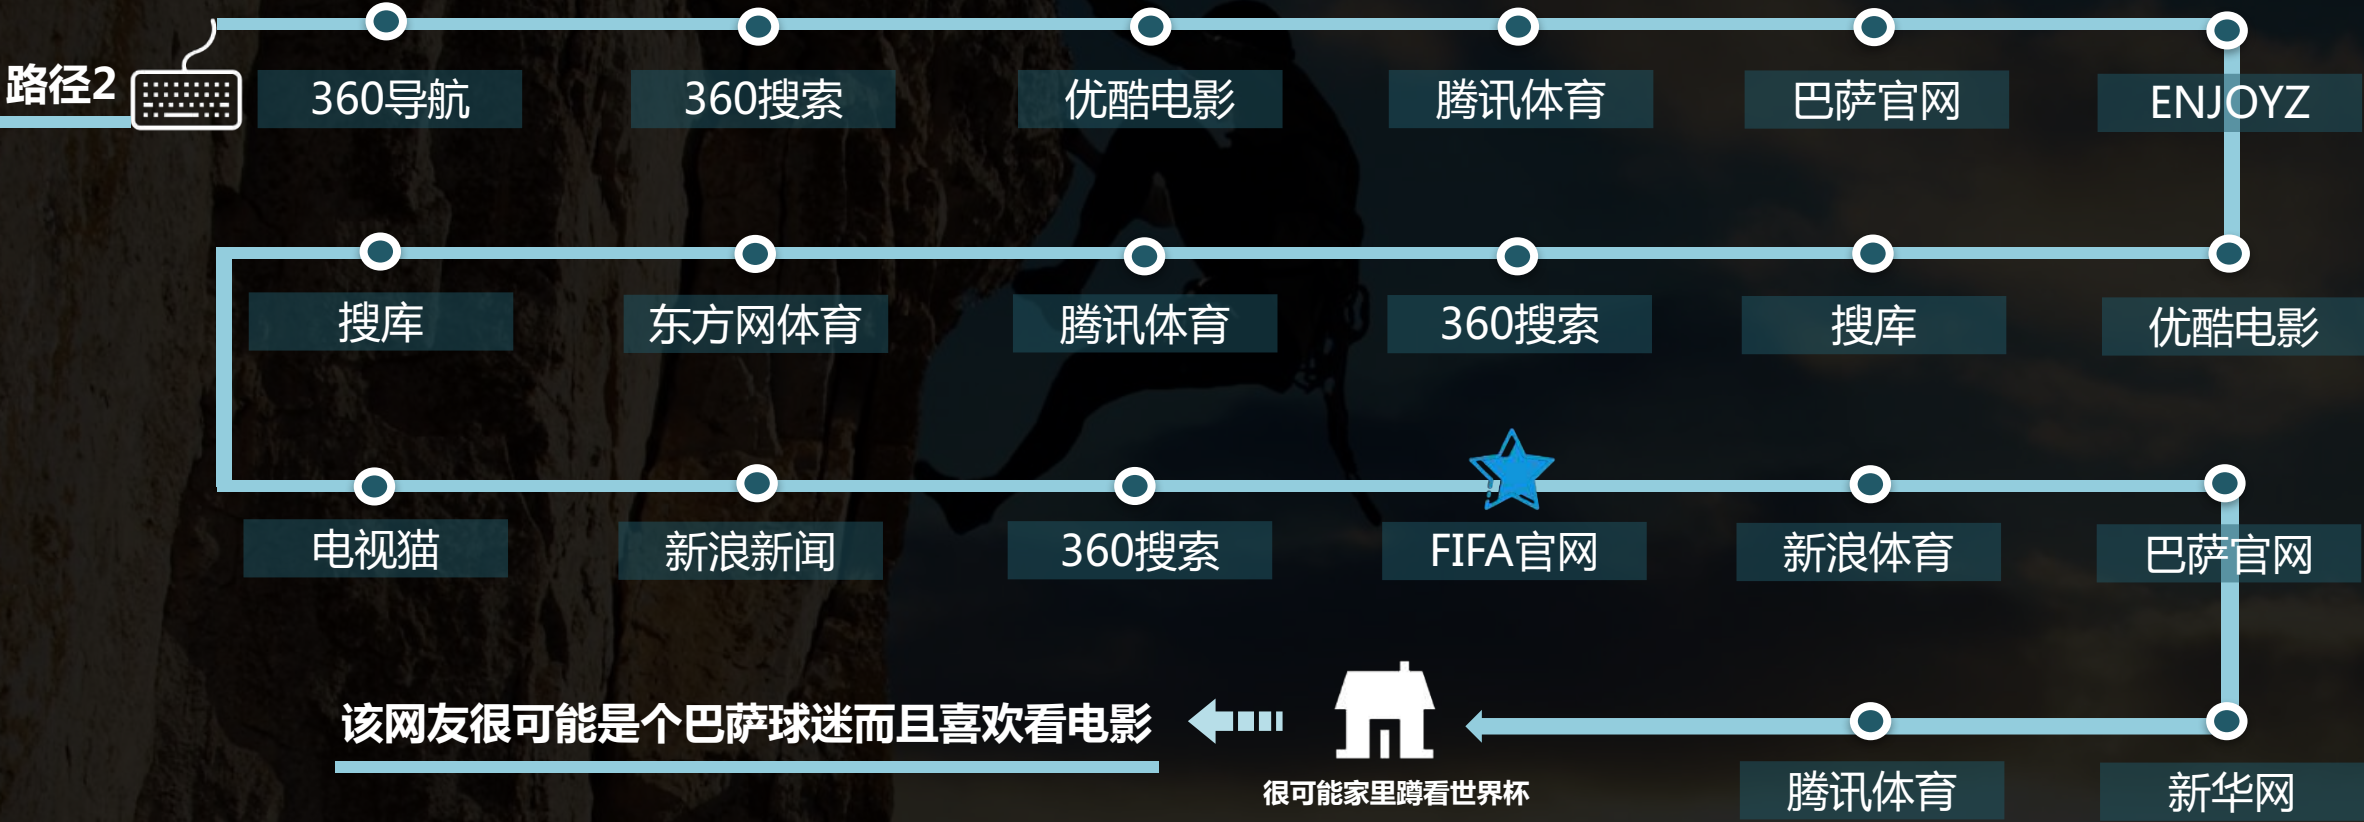 路径2
360导航
360搜索
优酷电影
腾讯体育
巴萨官网
ENJOYZ
搜库
东方网体育
腾讯体育
360搜索
搜库
优酷电影
电视猫
新浪新闻
360搜索
FIFA官网
新浪体育
巴萨官网
该网友很可能是个巴萨球迷而且喜欢看电影
很可能家里蹲看世界杯
腾讯体育
新华网